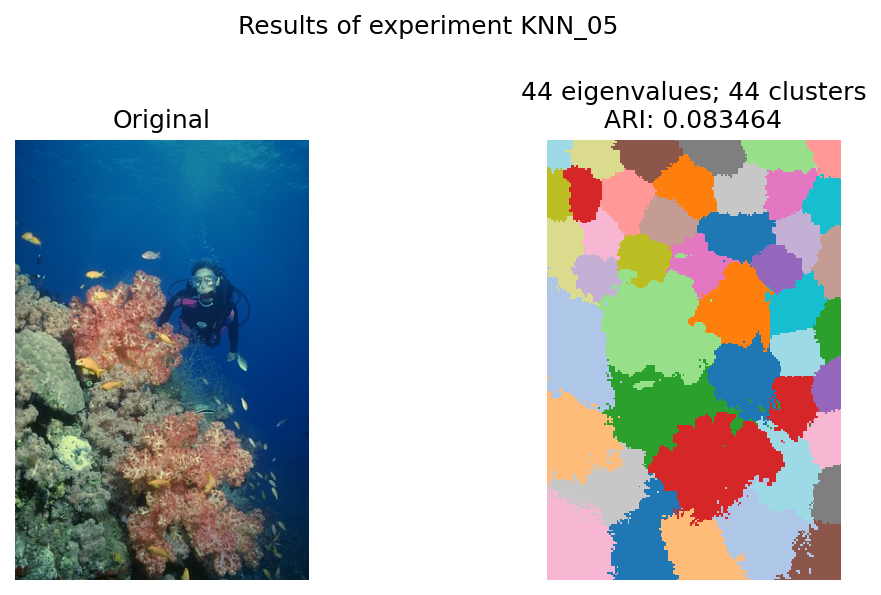 Results of experiment KNN_05
Original
44 eigenvalues; 44 clusters
ARI: 0.083464